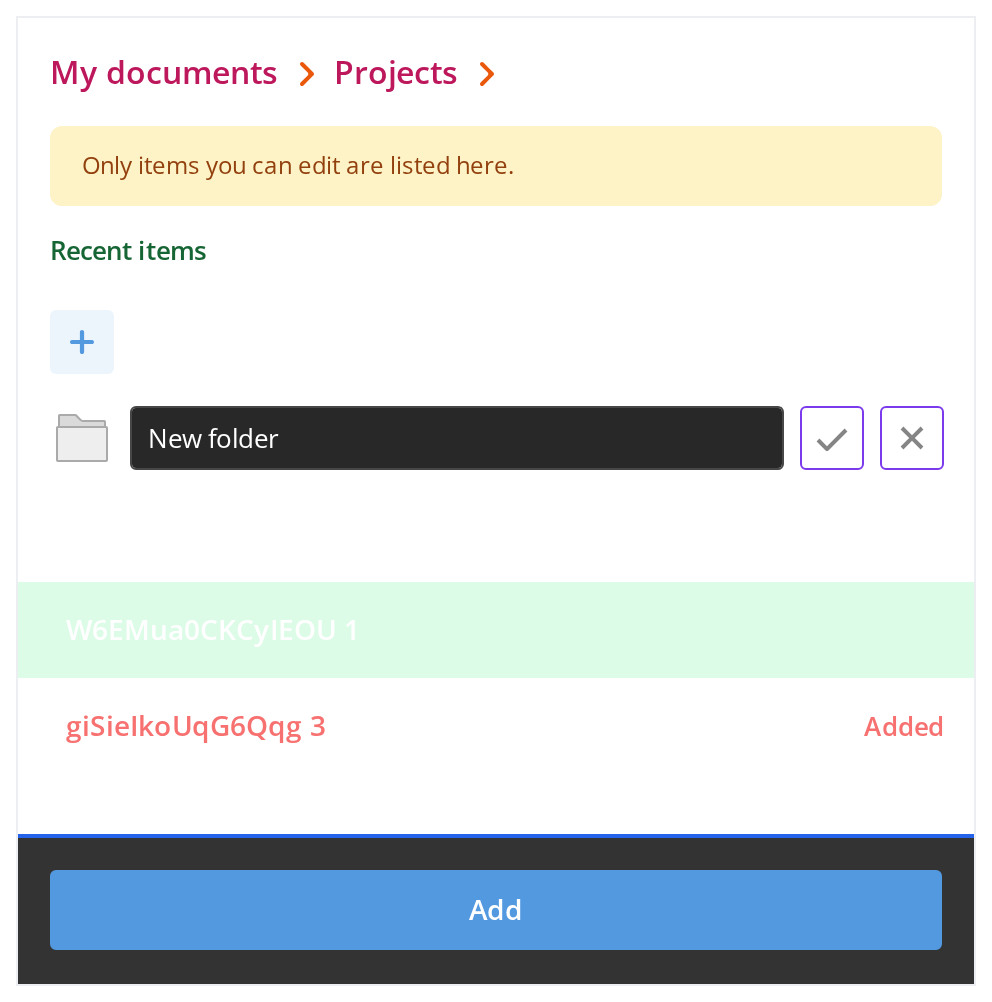 My documents Projects
Only items you can edit are listed here.
Recent items
New folder
W6EMua0CKCyIEOU 1
giSieIkoUqG6Qqg 3 Added
Add